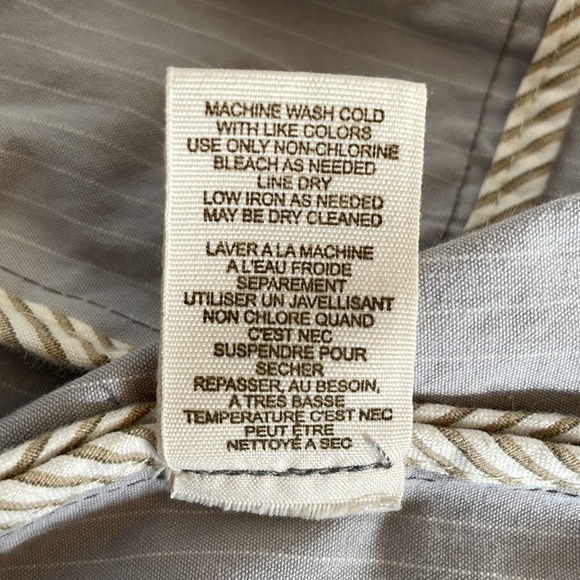 MACHINE WASH COLD
WITH LIKE COLORS
USE ONLY NON-CHLORINE
BLEACH AS NEEDED
LINE DRY
LOW IRON AS NEEDED
MAY BE DRY CLEANED
LAVER A LA MACHINE
A L'EAU FROIDE
SEPAREMENT
UTILISER UN JAVELLISANT
NON CHLORE QUAND
C'EST NEC
SUSPENDRE POUR
SECHER
REPASSER, AU BESOIN,
A TRES BASSE
TEMPERATURE C'EST NEC
PEUT ÊTRE
NETTOYÉ A SEC